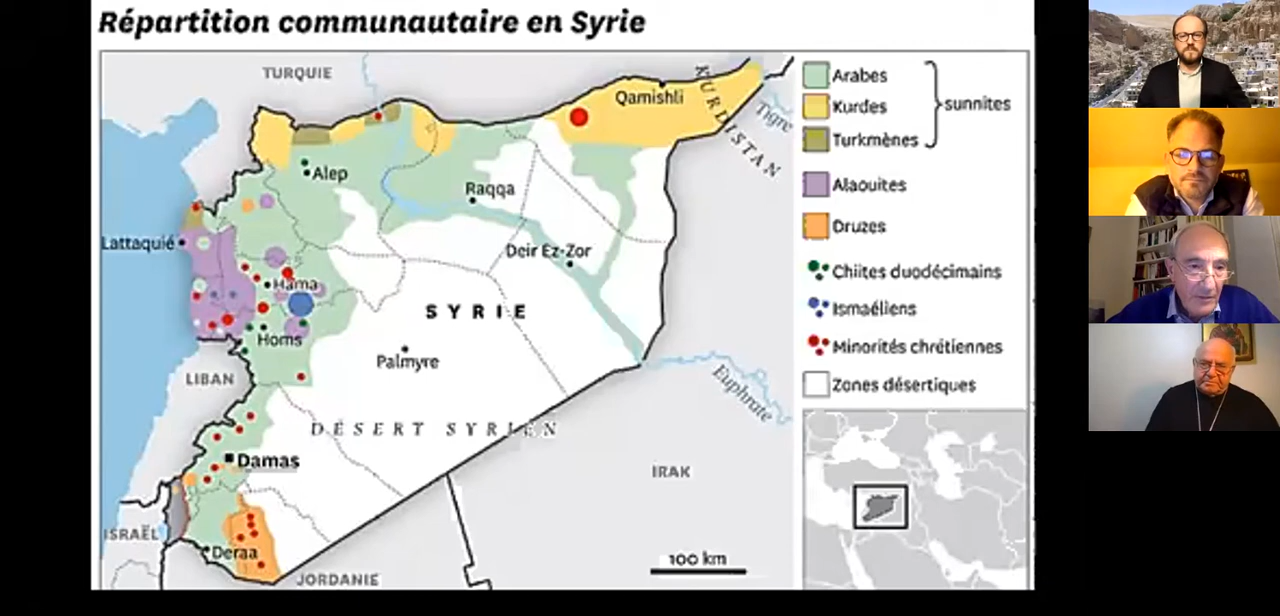 Répartition communautaire en Syrie
TURQUIE
KURDISTAN
Qamishli
Tigre
Alep
Raqqa
Lattaquié
Deir Ez-Zor
Hama
SYRIE
Homs
Palmyre
LIBAN
Euphrate
DÉSERT SYRIEN
Damas
IRAK
ISRAËL
Deraa
JORDANIE
100 km
Arabes
Kurdes
sunnites
Turkmènes
Alaouites
Druzes
Chiites duodécimains
Ismaéliens
Minorités chrétiennes
Zones désertiques